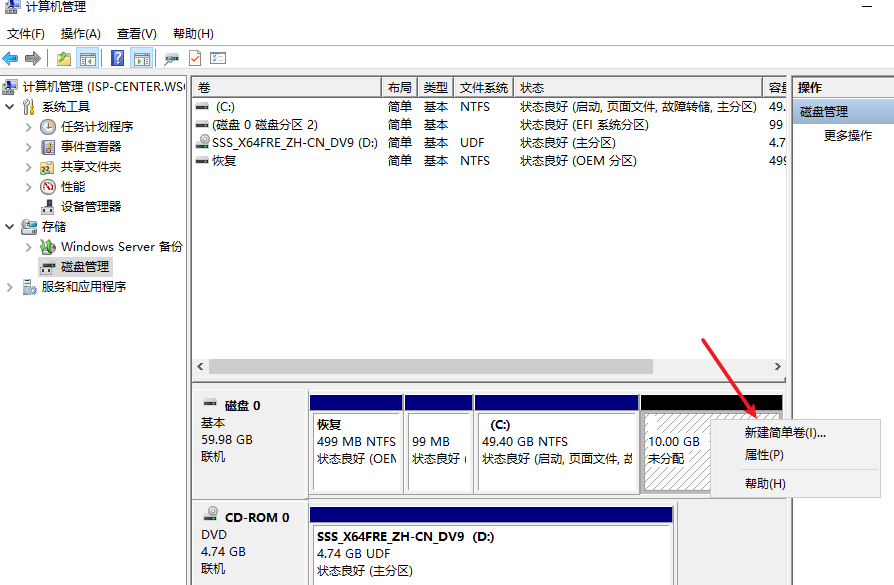 计算机管理
文件(F) 操作(A) 查看(V) 帮助(H)
计算机管理 (ISP-CENTER.WS
系统工具
任务计划程序
事件查看器
共享文件夹
性能
设备管理器
存储
Windows Server 备份
磁盘管理
服务和应用程序
卷 布局 类型 文件系统 状态
(C:) 简单 基本 NTFS 状态良好 (启动, 页面文件, 故障转储, 主分区) 49.
(磁盘 0 磁盘分区 2) 简单 基本 状态良好 (EFI 系统分区) 99
SSS_X64FRE_ZH-CN_DV9 (D:) 简单 基本 UDF 状态良好 (主分区) 4.7
恢复 简单 基本 NTFS 状态良好 (OEM 分区) 499
操作
磁盘管理
更多操作
磁盘 0
基本
59.98 GB
联机
恢复
499 MB NTFS
状态良好 (OEM
99 MB
状态良好 (
(C:)
49.40 GB NTFS
状态良好 (启动, 页面文件, 故
10.00 GB
未分配
新建简单卷(I)...
属性(P)
帮助(H)
CD-ROM 0
DVD
4.74 GB
联机
SSS_X64FRE_ZH-CN_DV9 (D:)
4.74 GB UDF
状态良好 (主分区)